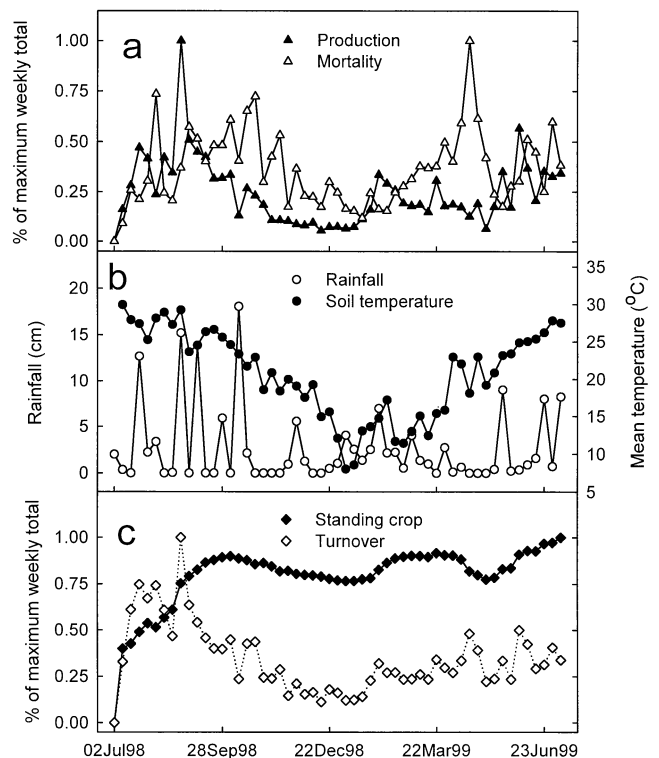 a
Production
Mortality
% of maximum weekly total
1.00
0.75
0.50
0.25
0.00
b
Rainfall
Soil temperature
Rainfall (cm)
20
15
10
5
0
Mean temperature (°C)
35
30
25
20
15
10
5
c
Standing crop
Turnover
% of maximum weekly total
1.00
0.75
0.50
0.25
0.00
02Jul98 28Sep98 22Dec98 22Mar99 23Jun99